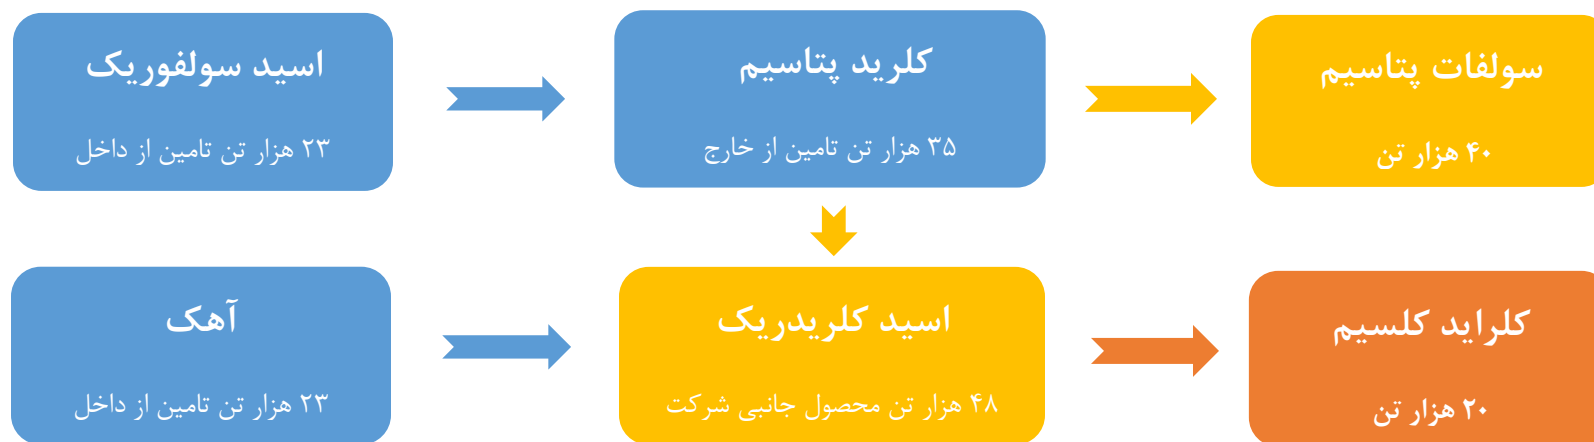 اسید سولفوریک
۲۳ هزار تن تامین از داخل
کلرید پتاسیم
۳۵ هزار تن تامین از خارج
سولفات پتاسیم
۴۰ هزار تن
آهک
۲۳ هزار تن تامین از داخل
اسید کلریدریک
۴۸ هزار تن محصول جانبی شرکت
کلراید کلسیم
۲۰ هزار تن